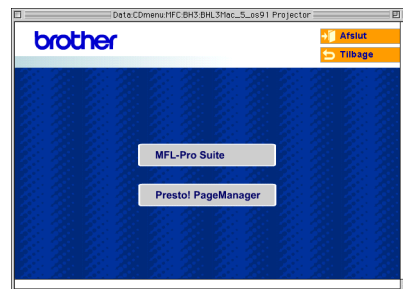 Data:CDmenu:MFC:BH3:BHL3Mac_5_os91 Projector
brother
Afslut
Tilbage
MFL-Pro Suite
Presto! PageManager